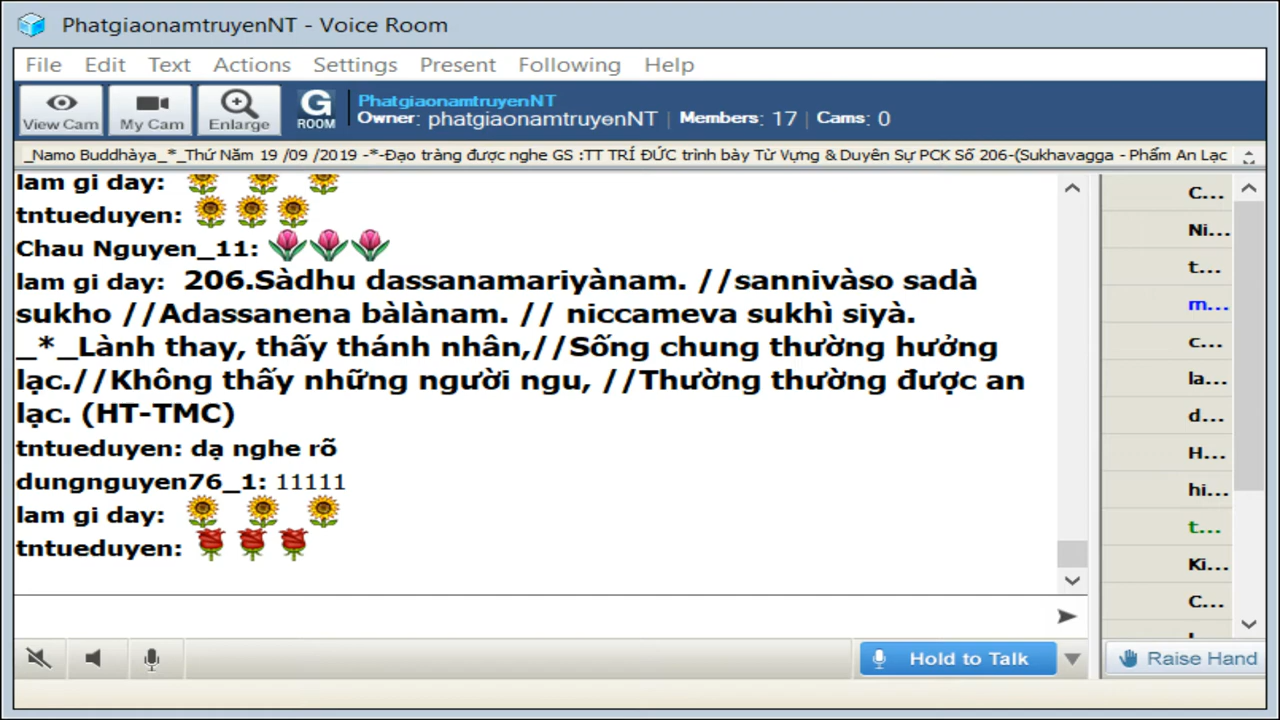 PhatgiaonamtruyenNT - Voice Room
File Edit Text Actions Settings Present Following Help
View Cam My Cam Enlarge G ROOM
PhatgiaonamtruyenNT
Owner: phatgiaonamtruyenNT Members: 17 Cams: 0
_Namo Buddhàya_*_Thứ Năm 19 /09 /2019 -*-Đạo tràng được nghe GS :TT TRÍ ĐỨC trình bày Từ Vựng & Duyên Sự PCK Số 206-(Sukhavagga - Phẩm An Lạc
lam gi day:
tntueduyen:
Chau Nguyen_11:
lam gi day: 206.Sàdhu dassanamariyànam. //sannivàso sadà
sukho //Adassanena bàlànam. // niccameva sukhì siyà.
_*_Lành thay, thấy thánh nhân,//Sống chung thường hưởng
lạc.//Không thấy những người ngu, //Thường thường được an
lạc. (HT-TMC)
tntueduyen: dạ nghe rõ
dungnguyen76_1: 11111
lam gi day:
tntueduyen:
C...
Ni...
t...
m...
c...
la...
d...
H...
hi...
t...
Ki...
C...
Hold to Talk
Raise Hand